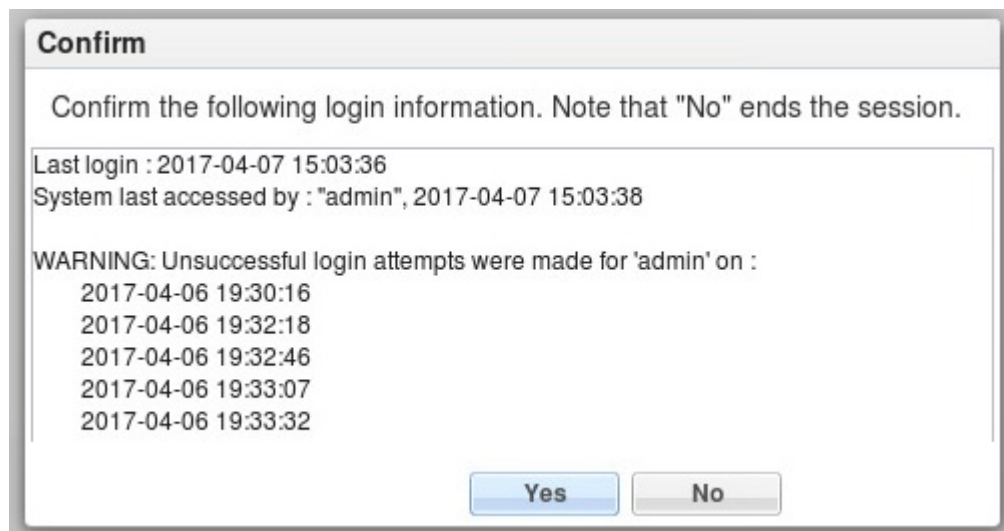 Confirm
Confirm the following login information. Note that "No" ends the session.
Last login : 2017-04-07 15:03:36
System last accessed by : "admin", 2017-04-07 15:03:38
WARNING: Unsuccessful login attempts were made for 'admin' on :
2017-04-06 19:30:16
2017-04-06 19:32:18
2017-04-06 19:32:46
2017-04-06 19:33:07
2017-04-06 19:33:32
Yes No